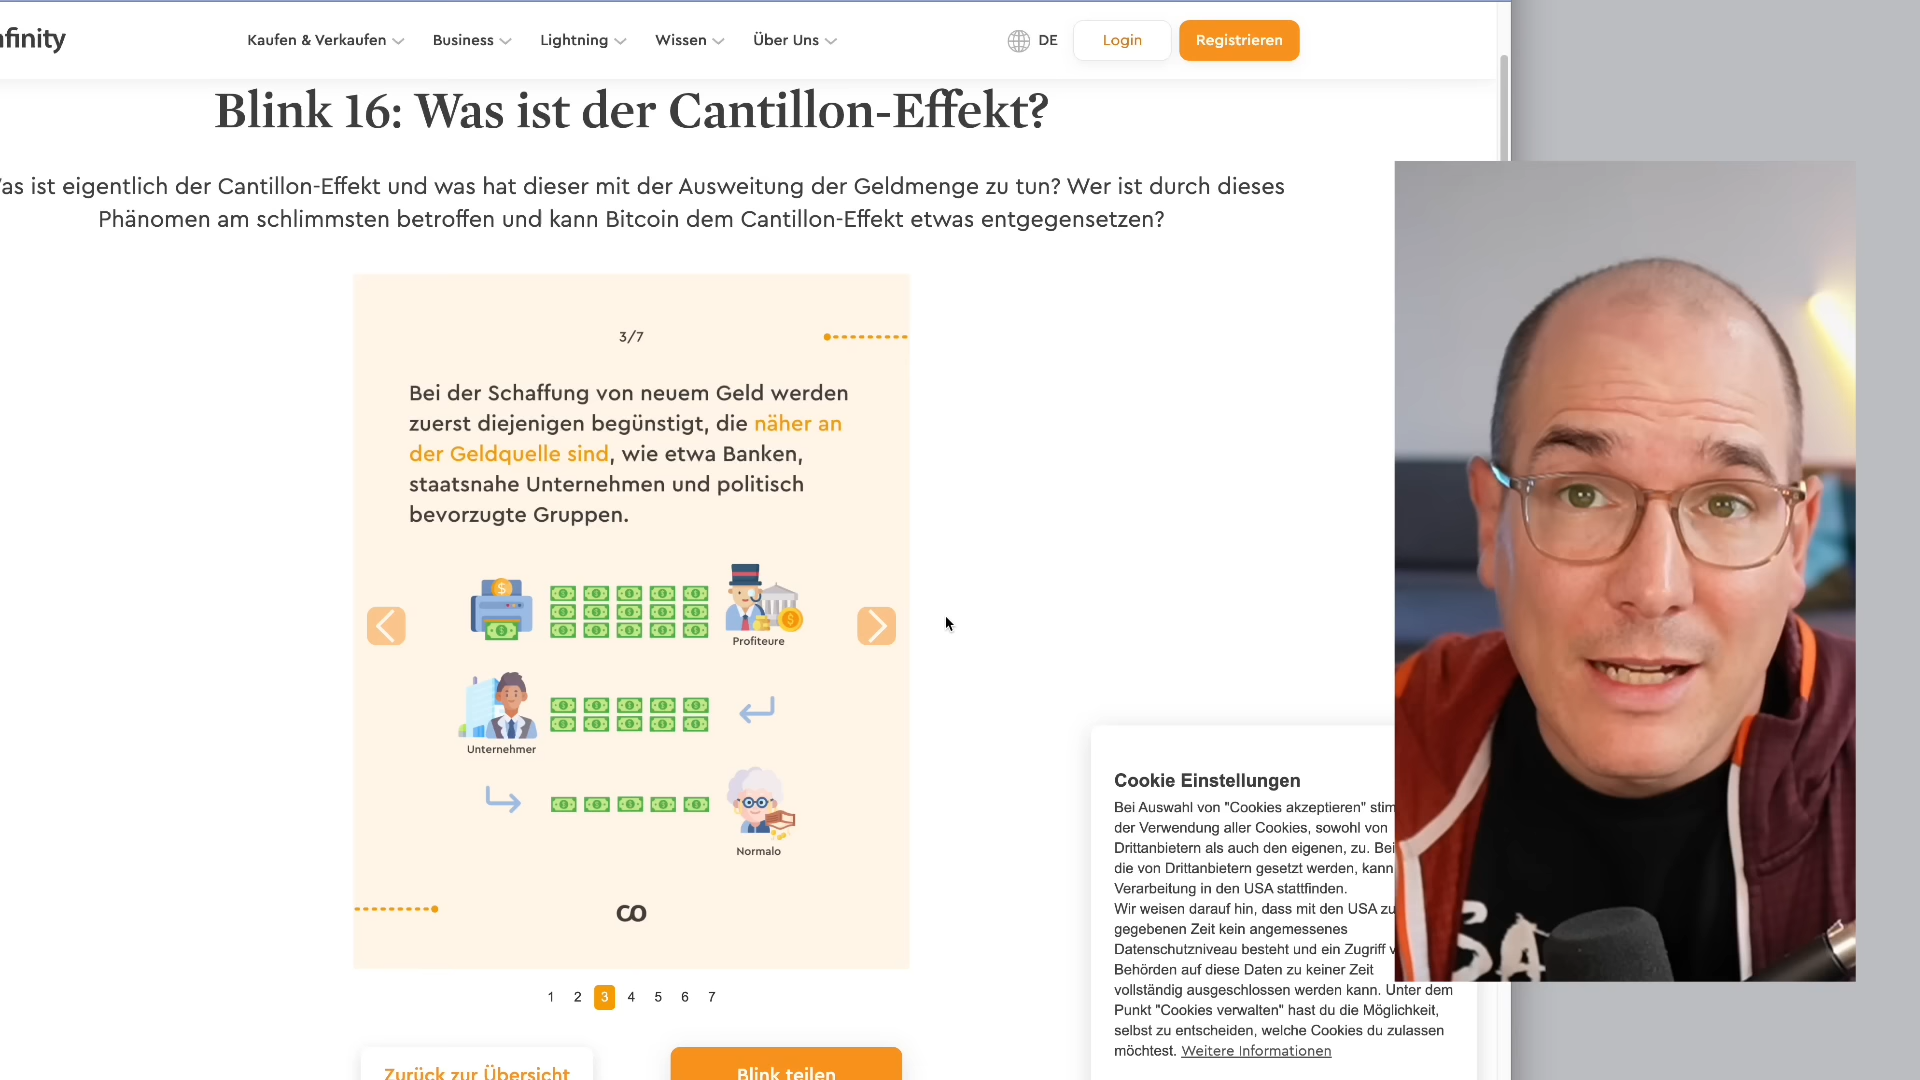 nfinity
Kaufen & Verkaufen
Business
Lightning
Wissen
Über Uns
DE
Login
Registrieren
Blink 16: Was ist der Cantillon-Effekt?
as ist eigentlich der Cantillon-Effekt und was hat dieser mit der Ausweitung der Geldmenge zu tun? Wer ist durch dieses
Phänomen am schlimmsten betroffen und kann Bitcoin dem Cantillon-Effekt etwas entgegensetzen?
3/7
Bei der Schaffung von neuem Geld werden
zuerst diejenigen begünstigt, die näher an
der Geldquelle sind, wie etwa Banken,
staatsnahe Unternehmen und politisch
bevorzugte Gruppen.
Profiteure
Unternehmer
Normalo
1 2 3 4 5 6 7
Zurück zur Übersicht
Blink teilen
Cookie Einstellungen
Bei Auswahl von "Cookies akzeptieren" stim
der Verwendung aller Cookies, sowohl von
Drittanbietern als auch den eigenen, zu. Bei
die von Drittanbietern gesetzt werden, kann
Verarbeitung in den USA stattfinden.
Wir weisen darauf hin, dass mit den USA zu
gegebenen Zeit kein angemessenes
Datenschutzniveau besteht und ein Zugriff v
Behörden auf diese Daten zu keiner Zeit
vollständig ausgeschlossen werden kann. Unter dem
Punkt "Cookies verwalten" hast du die Möglichkeit,
selbst zu entscheiden, welche Cookies du zulassen
möchtest. Weitere Informationen